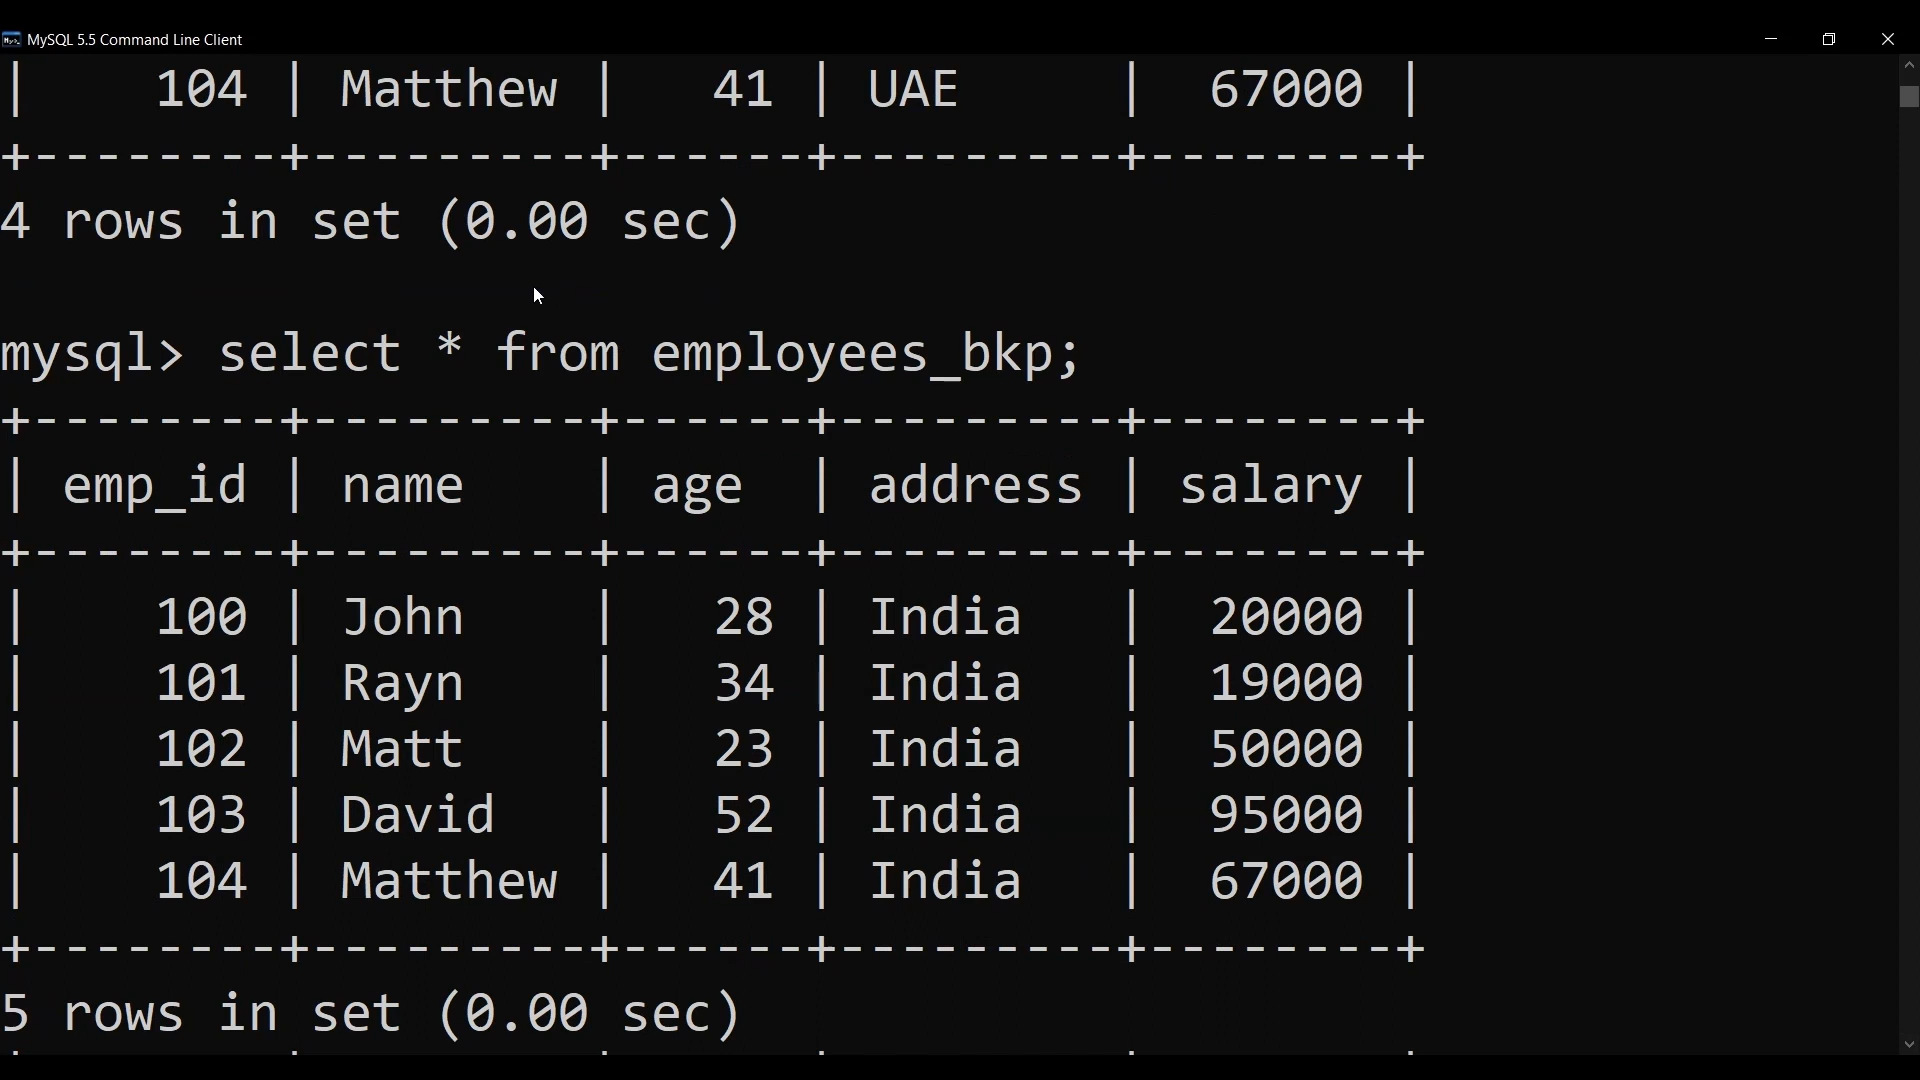 MySQL 5.5 Command Line Client
|     104 | Matthew |   41 | UAE     |  67000 |
+---------+---------+------+---------+--------+
4 rows in set (0.00 sec)
mysql> select * from employees_bkp;
+--------+---------+------+---------+--------+
| emp_id | name    | age  | address | salary |
+--------+---------+------+---------+--------+
|    100 | John    |   28 | India   |  20000 |
|    101 | Rayn    |   34 | India   |  19000 |
|    102 | Matt    |   23 | India   |  50000 |
|    103 | David   |   52 | India   |  95000 |
|    104 | Matthew |   41 | India   |  67000 |
+--------+---------+------+---------+--------+
5 rows in set (0.00 sec)